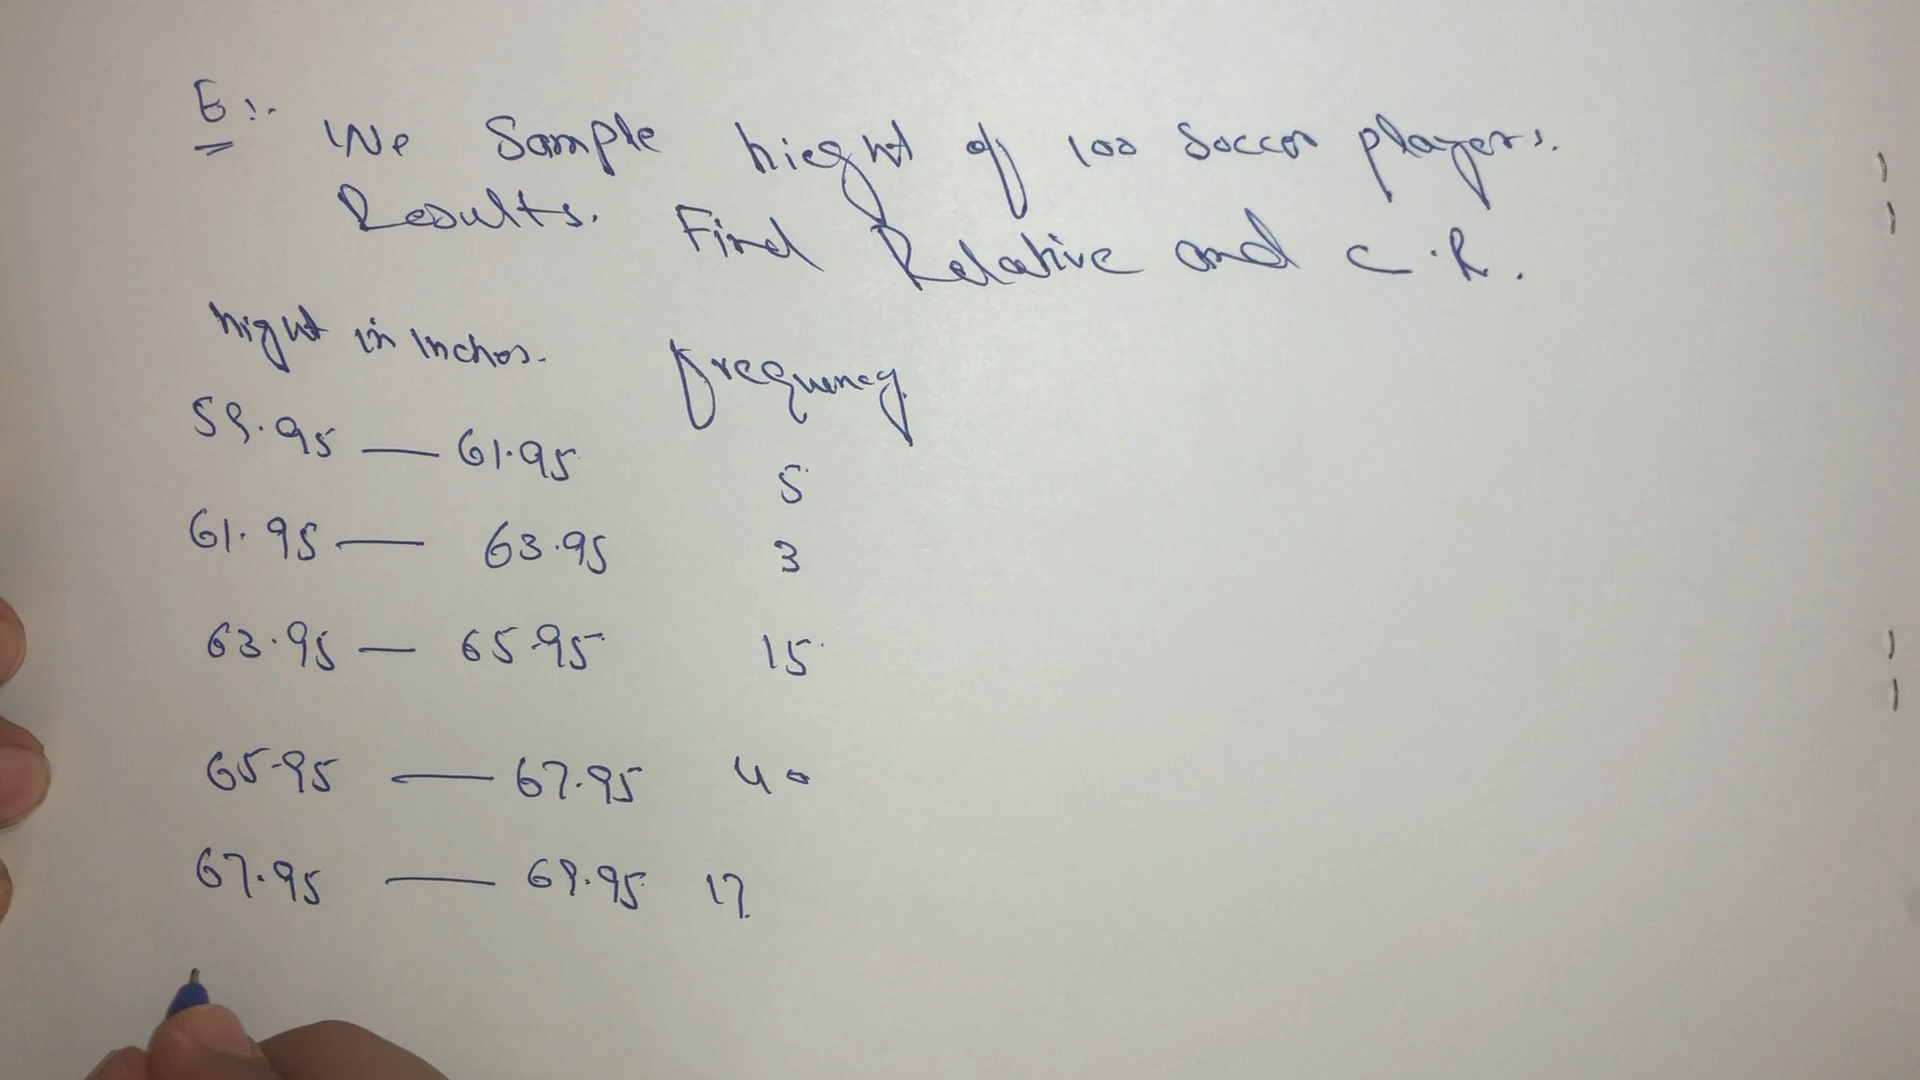 E:-
We Sample hieght of 100 Soccor players.
Results. Find Relative and C.R.
hight in Inches. frequency
59.95 — 61.95 5
61.95 — 63.95 3
63.95 — 65.95 15
65.95 — 67.95 40
67.95 — 69.95 17